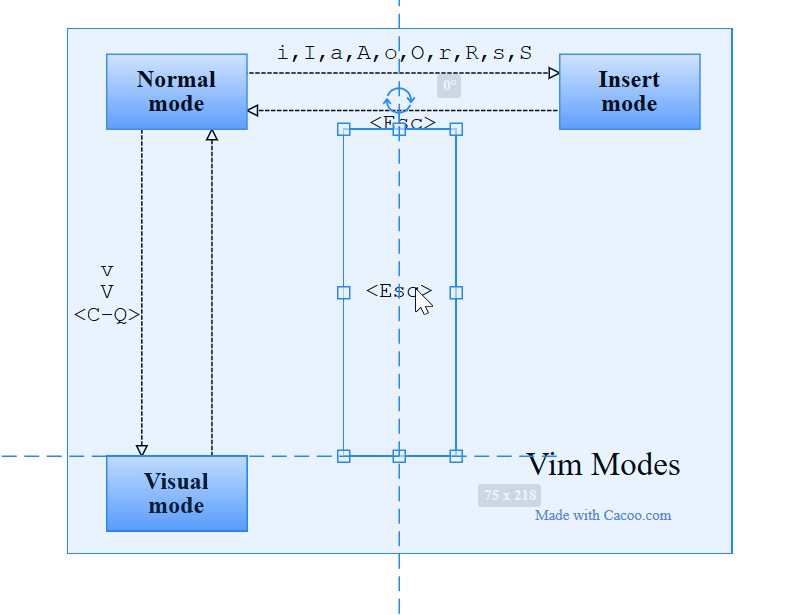 i,I,a,A,o,O,r,R,s,S
Normal
mode
Insert
mode
0°
<Esc>
v
V
<C-Q>
<Esc>
Visual
mode
Vim Modes
75 x 218
Made with Cacoo.com